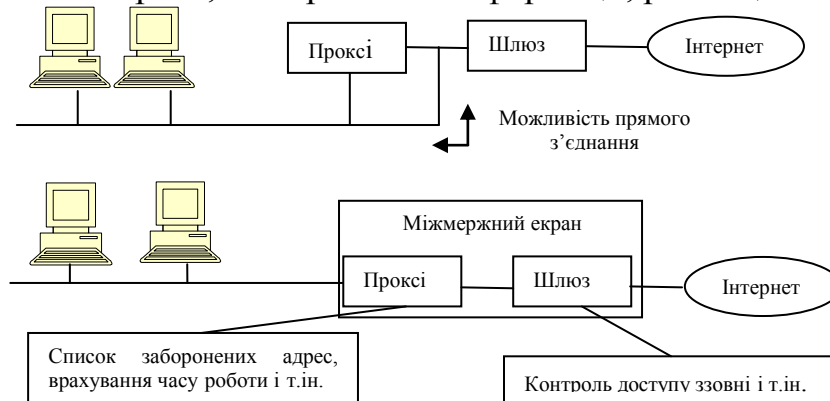 Проксі
Шлюз
Інтернет
Можливість прямого
з’єднання
Міжмержний екран
Проксі
Шлюз
Інтернет
Список заборонених адрес,
врахування часу роботи і т.ін.
Контроль доступу ззовні і т.ін.